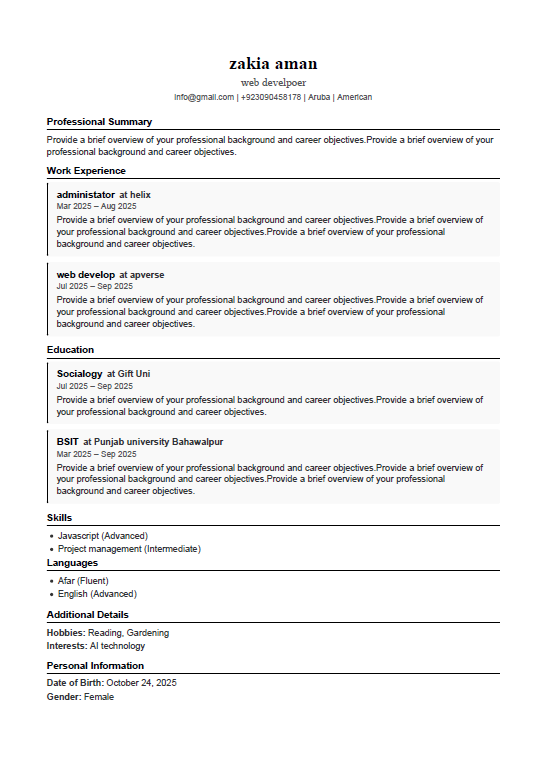 zakia aman
web develpoer
Info@gmail.com | +923090458178 | Aruba | American
Professional Summary
Provide a brief overview of your professional background and career objectives.Provide a brief overview of your
professional background and career objectives.
Work Experience
administator at helix
Mar 2025 – Aug 2025
Provide a brief overview of your professional background and career objectives.Provide a brief overview of
your professional background and career objectives.Provide a brief overview of your professional
background and career objectives.
web develop at apverse
Jul 2025 – Sep 2025
Provide a brief overview of your professional background and career objectives.Provide a brief overview of
your professional background and career objectives.Provide a brief overview of your professional
background and career objectives.
Education
Socialogy at Gift Uni
Jul 2025 – Sep 2025
Provide a brief overview of your professional background and career objectives.Provide a brief overview of
your professional background and career objectives.
BSIT at Punjab university Bahawalpur
Mar 2025 – Sep 2025
Provide a brief overview of your professional background and career objectives.Provide a brief overview of
your professional background and career objectives.Provide a brief overview of your professional
background and career objectives.
Skills
• Javascript (Advanced)
• Project management (Intermediate)
Languages
• Afar (Fluent)
• English (Advanced)
Additional Details
Hobbies: Reading, Gardening
Interests: AI technology
Personal Information
Date of Birth: October 24, 2025
Gender: Female